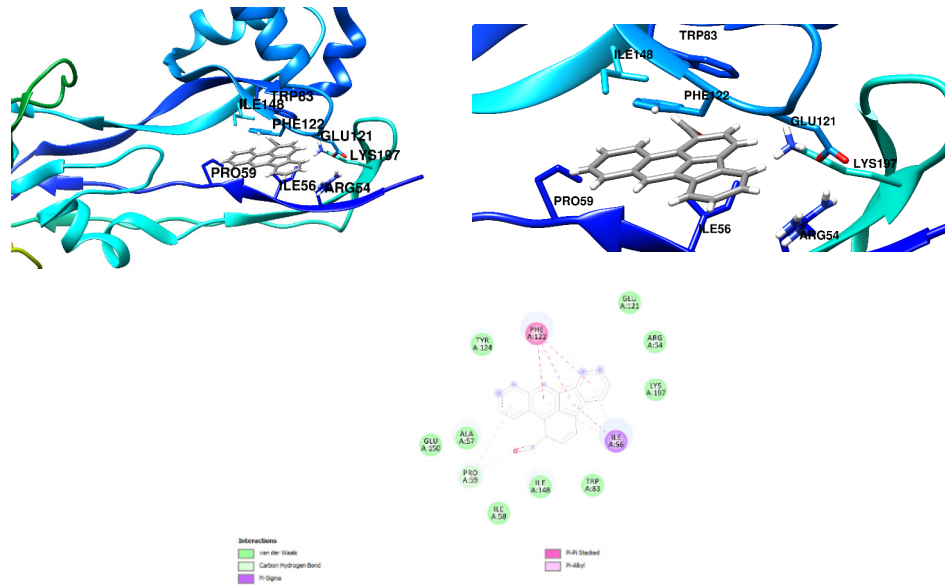 TRP83
ILE148
PHE122
GLU121
LYS197
PRO59
ILE56
ARG54
TRP83
ILE148
PHE122
GLU121
LYS197
PRO59
ILE56
ARG54
GLU
A:121
PHE
A:122
TYR
A:124
ARG
A:54
LYS
A:197
ALA
A:57
GLU
A:150
ILE
A:56
PRO
A:59
ILE
A:148
TRP
A:83
ILE
A:58
Interactions
van der Waals
Carbon Hydrogen Bond
Pi-Sigma
Pi-Pi Stacked
Pi-Alkyl